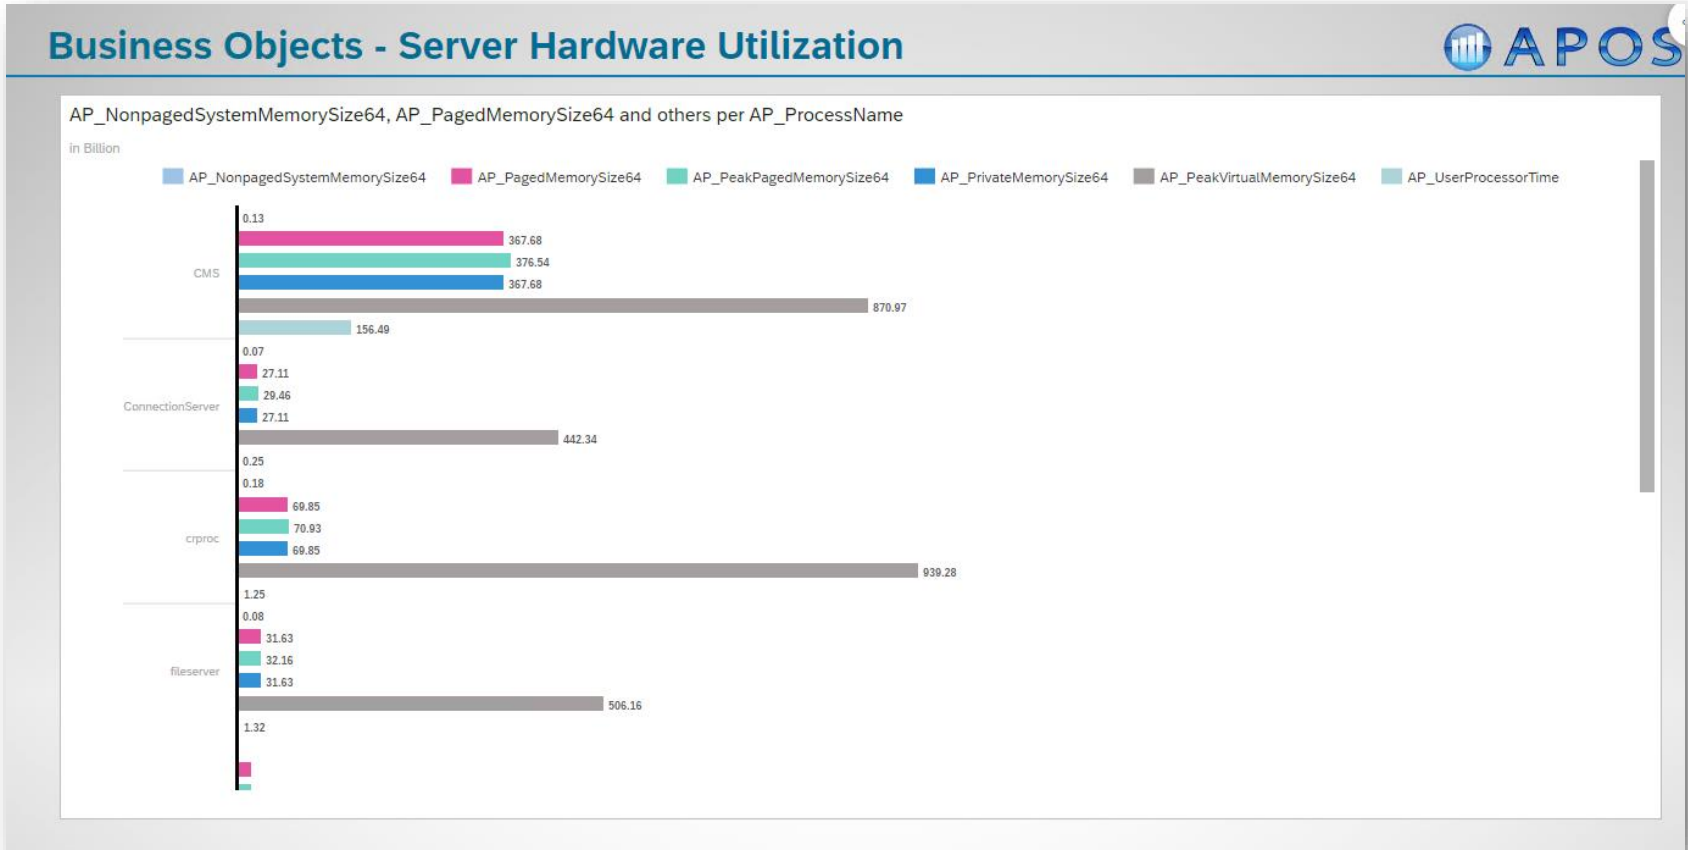 Business Objects - Server Hardware Utilization
APOS
AP_NonpagedSystemMemorySize64, AP_PagedMemorySize64 and others per AP_ProcessName
in Billion
AP_NonpagedSystemMemorySize64 AP_PagedMemorySize64 AP_PeakPagedMemorySize64 AP_PrivateMemorySize64 AP_PeakVirtualMemorySize64 AP_UserProcessorTime
CMS
0.13
367.68
376.54
367.68
870.97
156.49
ConnectionServer
0.07
27.11
29.46
27.11
442.34
0.25
crproc
0.18
69.85
70.93
69.85
939.28
1.25
fileserver
0.08
31.63
32.16
31.63
506.16
1.32